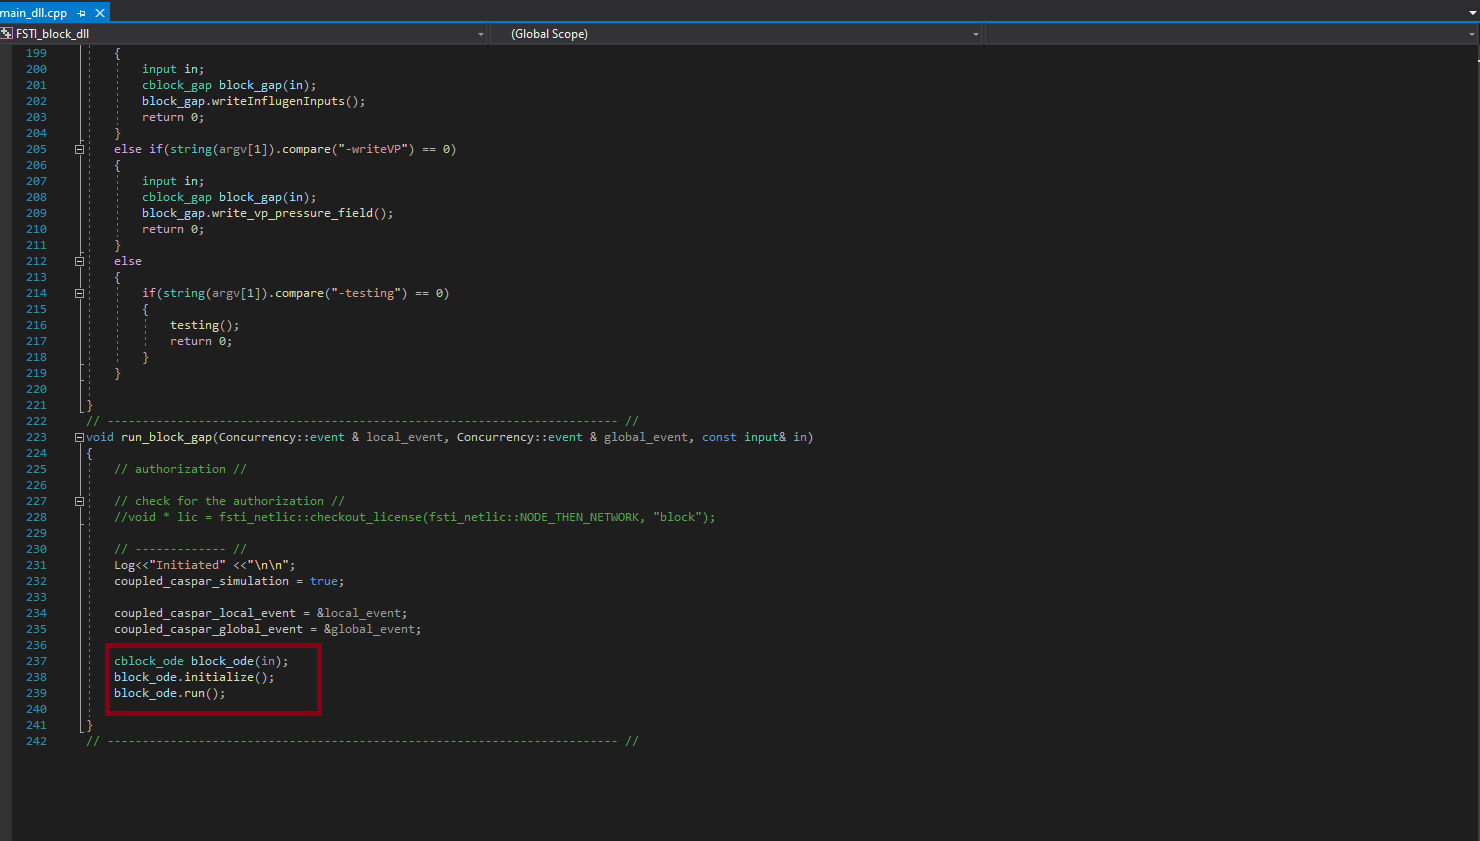 main_dll.cpp
FSTI_block_dll (Global Scope)
199 {
200 input in;
201 cblock_gap block_gap(in);
202 block_gap.writeInflugenInputs();
203 return 0;
204 }
205 else if(string(argv[1]).compare("-writeVP") == 0)
206 {
207 input in;
208 cblock_gap block_gap(in);
209 block_gap.write_vp_pressure_field();
210 return 0;
211 }
212 else
213 {
214 if(string(argv[1]).compare("-testing") == 0)
215 {
216 testing();
217 return 0;
218 }
219 }
220
221 }
222 // ------------------------------------------------------------------------- //
223 void run_block_gap(Concurrency::event & local_event, Concurrency::event & global_event, const input& in)
224 {
225 // authorization //
226
227 // check for the authorization //
228 //void * lic = fsti_netlic::checkout_license(fsti_netlic::NODE_THEN_NETWORK, "block");
229
230 // ------------- //
231 Log<<"Initiated" <<"\n\n";
232 coupled_caspar_simulation = true;
233
234 coupled_caspar_local_event = &local_event;
235 coupled_caspar_global_event = &global_event;
236
237 cblock_ode block_ode(in);
238 block_ode.initialize();
239 block_ode.run();
240
241 }
242 // ------------------------------------------------------------------------- //